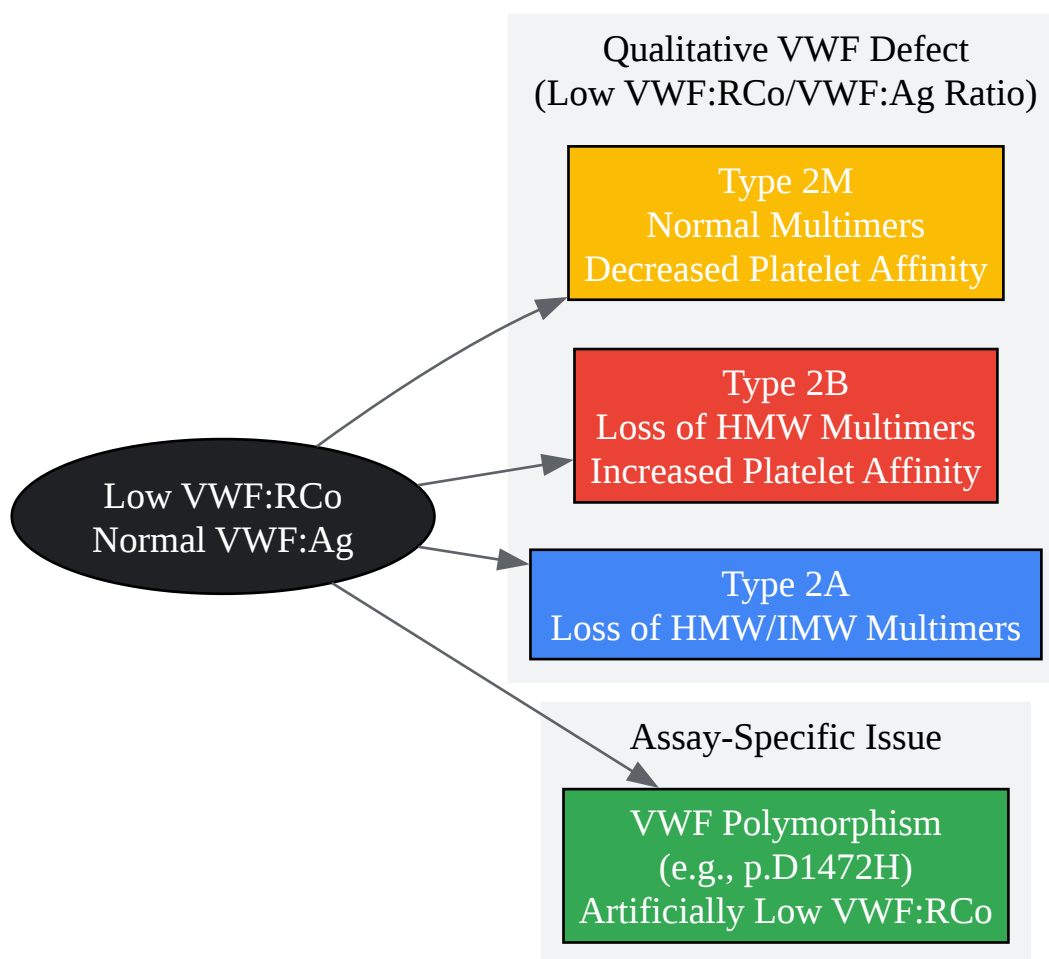 Qualitative VWF Defect
(Low VWF:RCo/VWF:Ag Ratio)
Type 2M
Normal Multimers
Decreased Platelet Affinity
Type 2B
Loss of HMW Multimers
Increased Platelet Affinity
Low VWF:RCo
Normal VWF:Ag
Type 2A
Loss of HMW/IMW Multimers
Assay-Specific Issue
VWF Polymorphism
(e.g., p.D1472H)
Artificially Low VWF:RCo